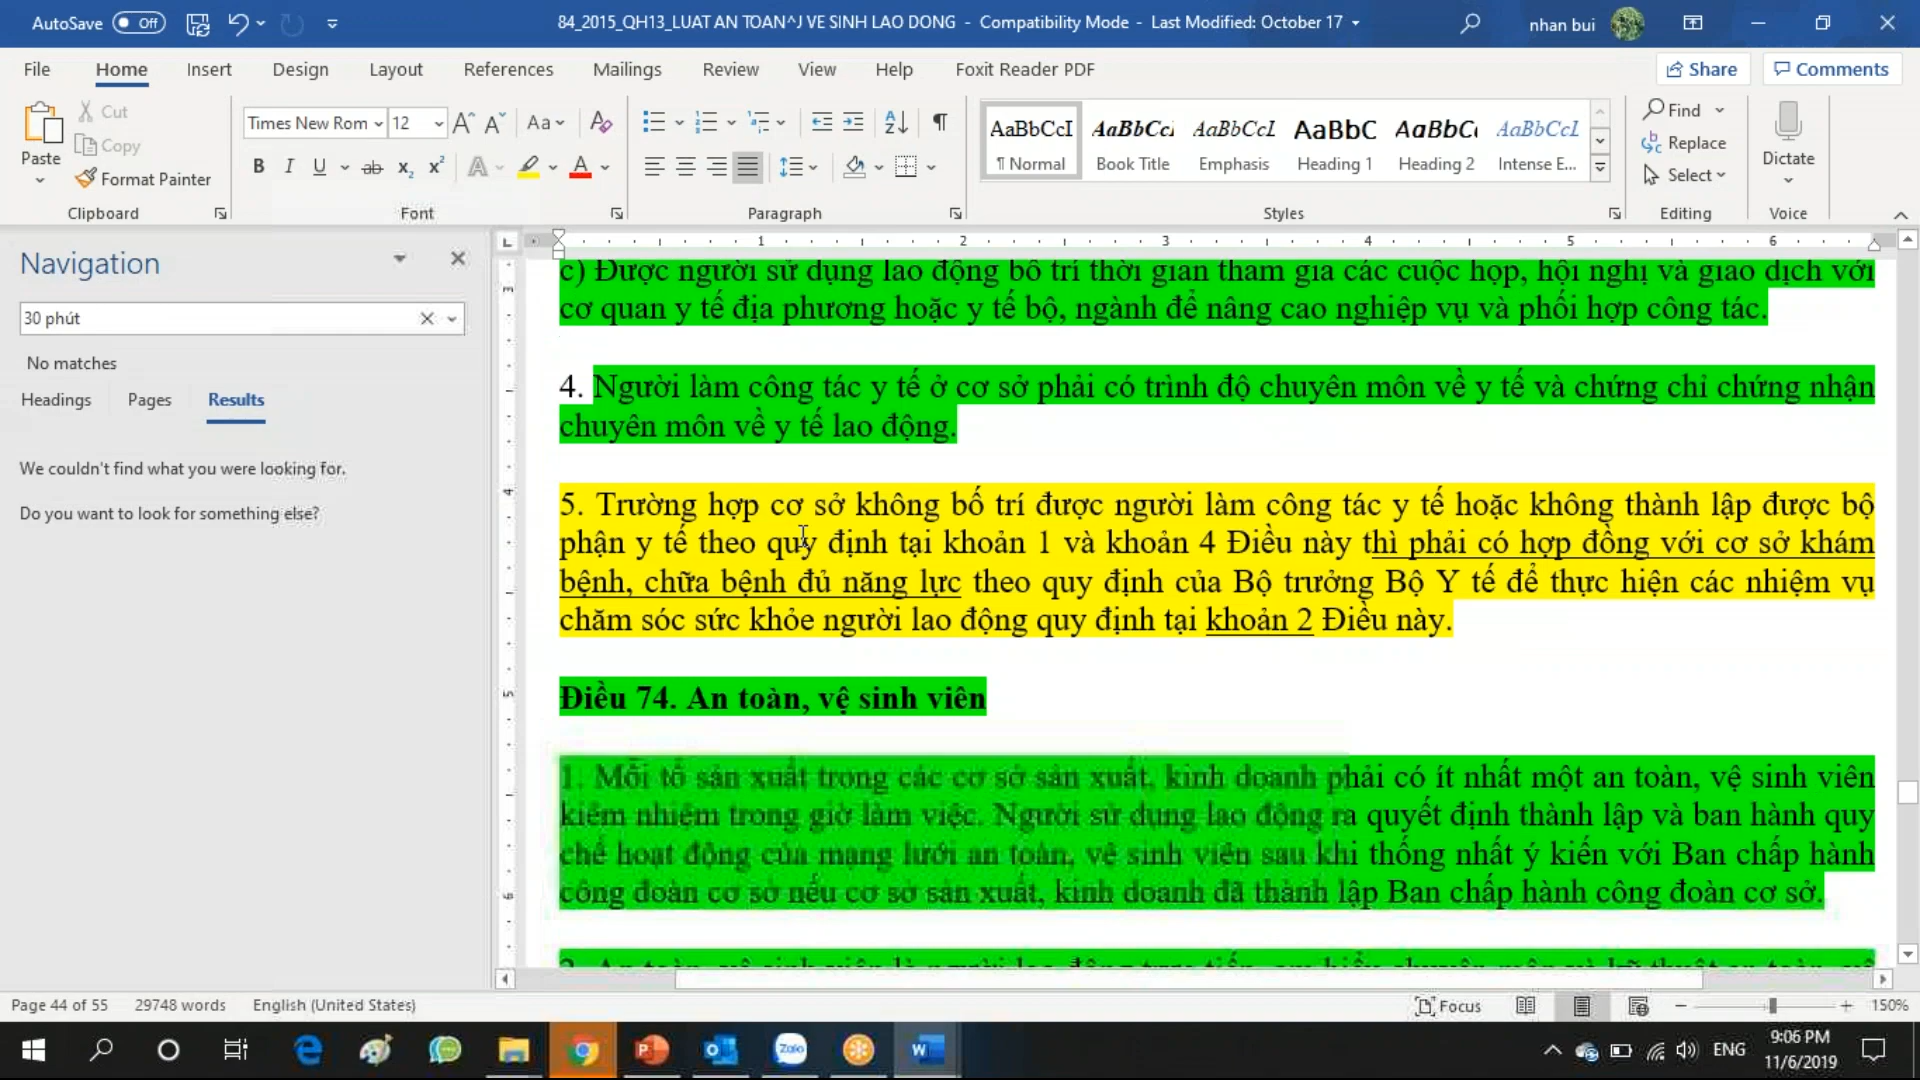 AutoSave Off 84_2015_QH13_LUAT AN TOAN^J VE SINH LAO DONG - Compatibility Mode - Last Modified: October 17 nhan bui
File Home Insert Design Layout References Mailings Review View Help Foxit Reader PDF Share Comments
Paste
Cut
Copy
Format Painter
Clipboard
Times New Rom 12
Font
Paragraph
AaBbCcI AaBbCcI AaBbCcI AaBbC AaBbC AaBbCcI
¶ Normal Book Title Emphasis Heading 1 Heading 2 Intense E...
Styles
Find
Replace
Select
Editing
Dictate
Voice
Navigation
30 phút
No matches
Headings Pages Results
We couldn't find what you were looking for.
Do you want to look for something else?
1 2 3 4 5 6
3
4
5
6
c) Được người sử dụng lao động bố trí thời gian tham gia các cuộc họp, hội nghị và giao dịch với
cơ quan y tế địa phương hoặc y tế bộ, ngành để nâng cao nghiệp vụ và phối hợp công tác.
4. Người làm công tác y tế ở cơ sở phải có trình độ chuyên môn về y tế và chứng chỉ chứng nhận
chuyên môn về y tế lao động.
5. Trường hợp cơ sở không bố trí được người làm công tác y tế hoặc không thành lập được bộ
phận y tế theo quy định tại khoản 1 và khoản 4 Điều này thì phải có hợp đồng với cơ sở khám
bệnh, chữa bệnh đủ năng lực theo quy định của Bộ trưởng Bộ Y tế để thực hiện các nhiệm vụ
chăm sóc sức khỏe người lao động quy định tại khoản 2 Điều này.
Điều 74. An toàn, vệ sinh viên
1. Mỗi tổ sản xuất trong các cơ sở sản xuất, kinh doanh phải có ít nhất một an toàn, vệ sinh viên
kiêm nhiệm trong giờ làm việc. Người sử dụng lao động ra quyết định thành lập và ban hành quy
chế hoạt động của mạng lưới an toàn, vệ sinh viên sau khi thống nhất ý kiến với Ban chấp hành
công đoàn cơ sở nếu cơ sở sản xuất, kinh doanh đã thành lập Ban chấp hành công đoàn cơ sở.
Page 44 of 55 29748 words English (United States) Focus 150%
Zalo
ENG
9:06 PM
11/6/2019